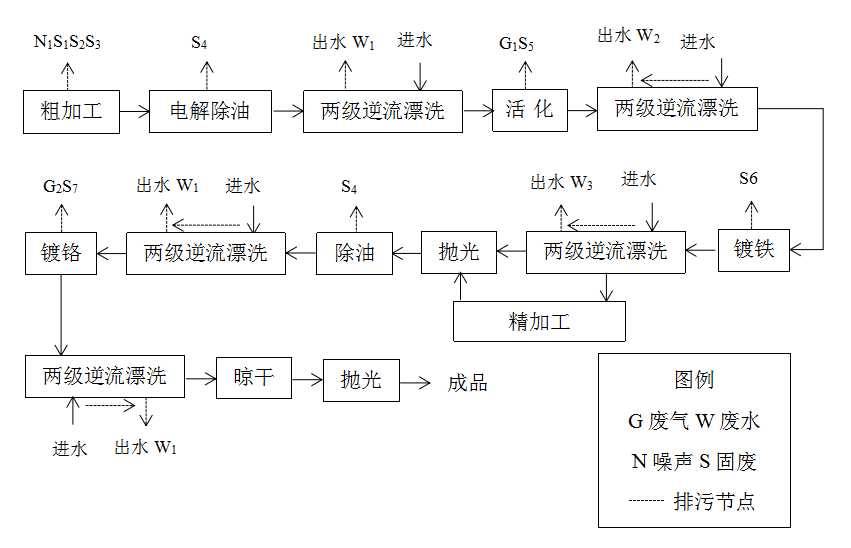 N₁S₁S₂S₃
S₄
出水 W₁
进水
G₁S₅
出水 W₂
进水
粗加工
电解除油
两级逆流漂洗
活 化
两级逆流漂洗
G₂S₇
出水 W₁
进水
S₄
出水 W₃
进水
S6
镀铬
两级逆流漂洗
除油
抛光
两级逆流漂洗
镀铁
精加工
两级逆流漂洗
晾干
抛光
成品
进水
出水 W₁
图例
G 废气 W 废水
N 噪声 S 固废
排污节点